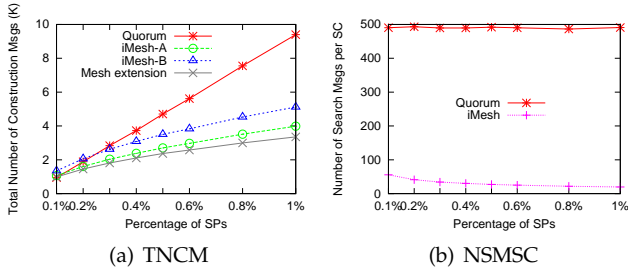 Total Number of Construction Msgs (K)
10
8
6
4
2
0
Quorum
iMesh-A
iMesh-B
Mesh extension
0.1%
0.2%
0.4%
0.6%
0.8%
1%
Percentage of SPs
(a) TNCM
Number of Search Msgs per SC
500
400
300
200
100
50
0
Quorum
iMesh
0.1%
0.2%
0.4%
0.6%
0.8%
1%
Percentage of SPs
(b) NSMSC